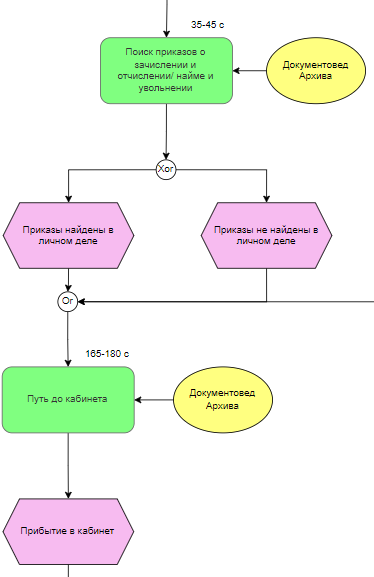 35-45 с
Поиск приказов о
зачислении и
отчислении/ найме и
увольнении
Документовед
Архива
Xor
Приказы найдены в
личном деле
Приказы не найдены в
личном деле
Or
165-180 с
Путь до кабинета
Документовед
Архива
Прибытие в кабинет